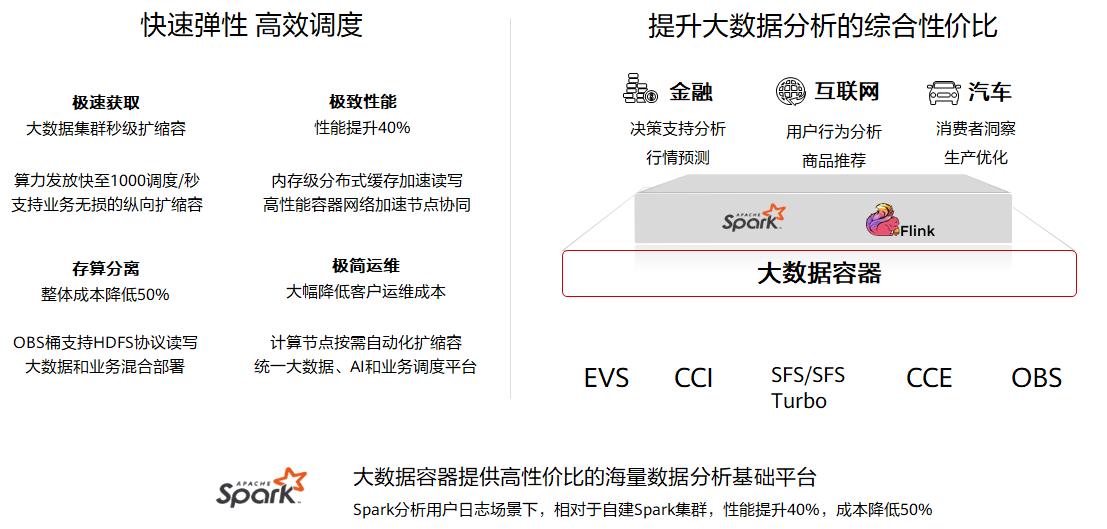 快速弹性 高效调度
极速获取
大数据集群秒级扩缩容
算力发放快至1000调度/秒
支持业务无损的纵向扩缩容
极致性能
性能提升40%
内存级分布式缓存加速读写
高性能容器网络加速节点协同
存算分离
整体成本降低50%
OBS桶支持HDFS协议读写
大数据和业务混合部署
极简运维
大幅降低客户运维成本
计算节点按需自动化扩缩容
统一大数据、AI和业务调度平台
提升大数据分析的综合性价比
金融
决策支持分析
行情预测
互联网
用户行为分析
商品推荐
汽车
消费者洞察
生产优化
APACHE
Spark
Flink
大数据容器
EVS
CCI
SFS/SFS
Turbo
CCE
OBS
APACHE
Spark
大数据容器提供高性价比的海量数据分析基础平台
Spark分析用户日志场景下，相对于自建Spark集群，性能提升40%，成本降低50%